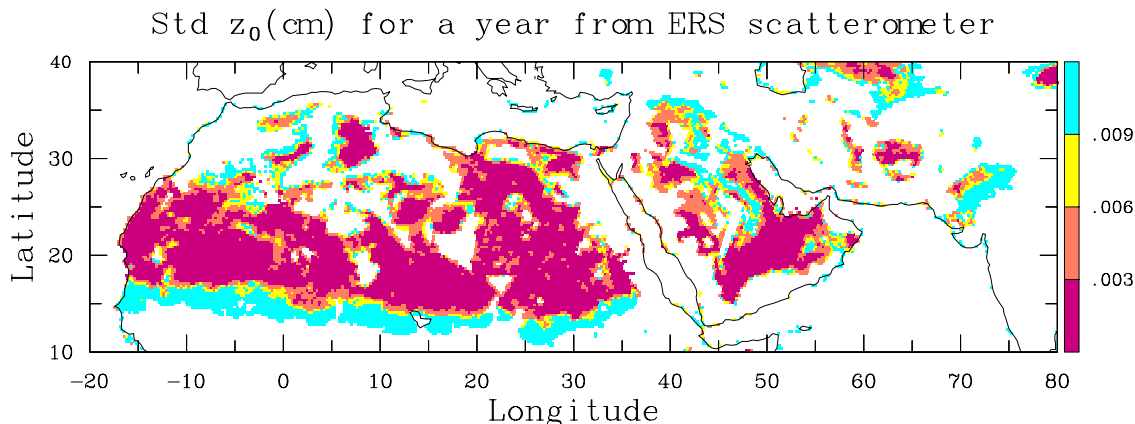 Std z₀(cm) for a year from ERS scatterometer
Latitude
40
30
20
10
.009
.006
.003
−20 −10 0 10 20 30 40 50 60 70 80
Longitude